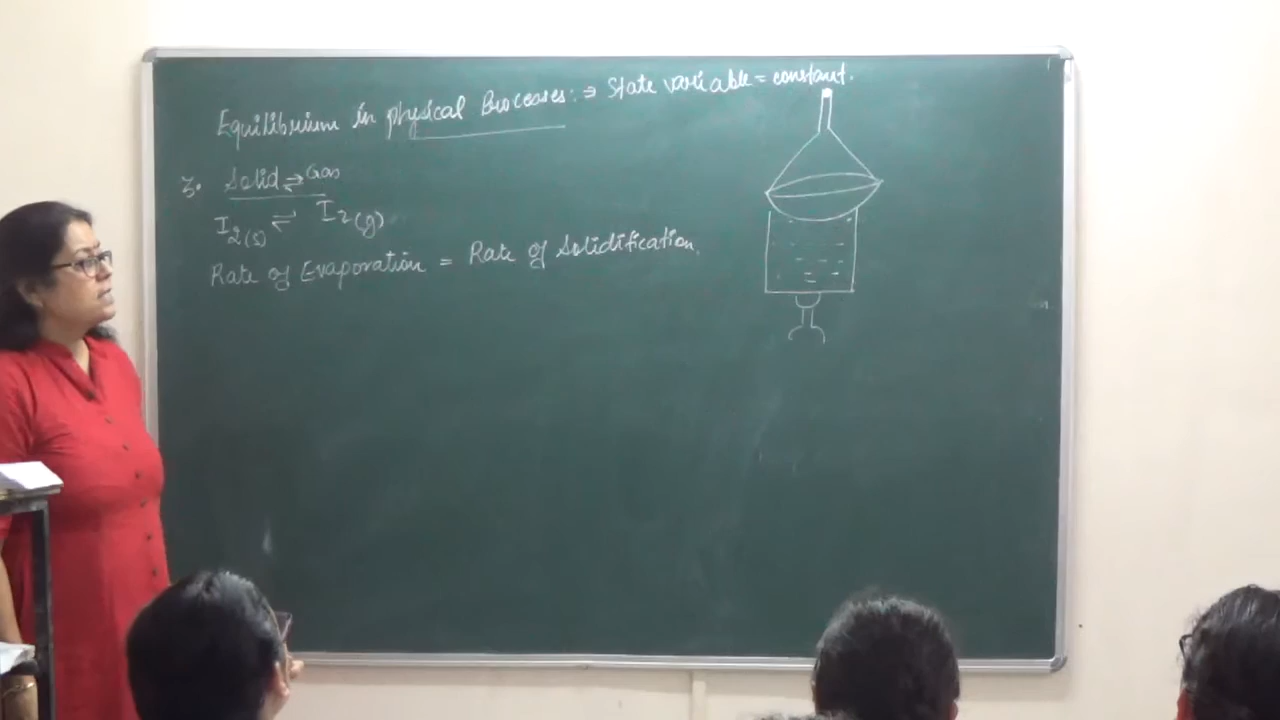 Equilibrium in physical Processes :⇒ State variable = constant.
3. Solid ⇌ Gas
I₂(s) ⇌ I₂(g)
Rate of Evaporation = Rate of Solidification.